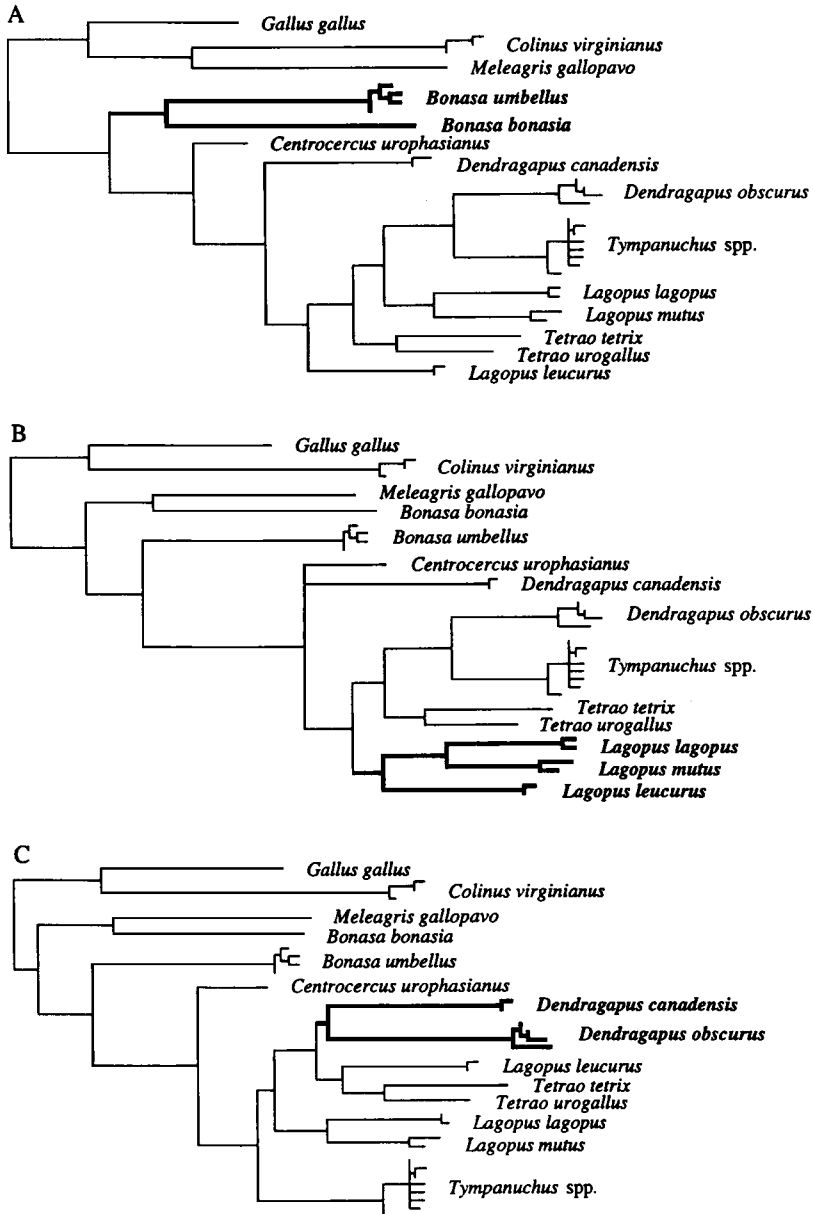 A
Gallus gallus
Colinus virginianus
Meleagris gallopavo
Bonasa umbellus
Bonasa bonasia
Centrocercus urophasianus
Dendragapus canadensis
Dendragapus obscurus
Tympanuchus spp.
Lagopus lagopus
Lagopus mutus
Tetrao tetrix
Tetrao urogallus
Lagopus leucurus
B
Gallus gallus
Colinus virginianus
Meleagris gallopavo
Bonasa bonasia
Bonasa umbellus
Centrocercus urophasianus
Dendragapus canadensis
Dendragapus obscurus
Tympanuchus spp.
Tetrao tetrix
Tetrao urogallus
Lagopus lagopus
Lagopus mutus
Lagopus leucurus
C
Gallus gallus
Colinus virginianus
Meleagris gallopavo
Bonasa bonasia
Bonasa umbellus
Centrocercus urophasianus
Dendragapus canadensis
Dendragapus obscurus
Lagopus leucurus
Tetrao tetrix
Tetrao urogallus
Lagopus lagopus
Lagopus mutus
Tympanuchus spp.